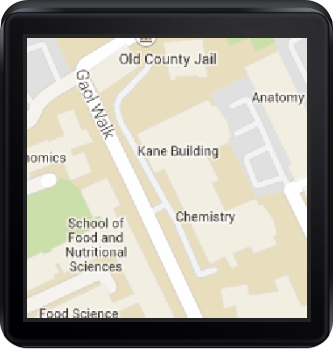 Old County Jail
Gaol Walk
Anatomy
Kane Building
nomics
Chemistry
School of
Food and
Nutritional
Sciences
Food Science